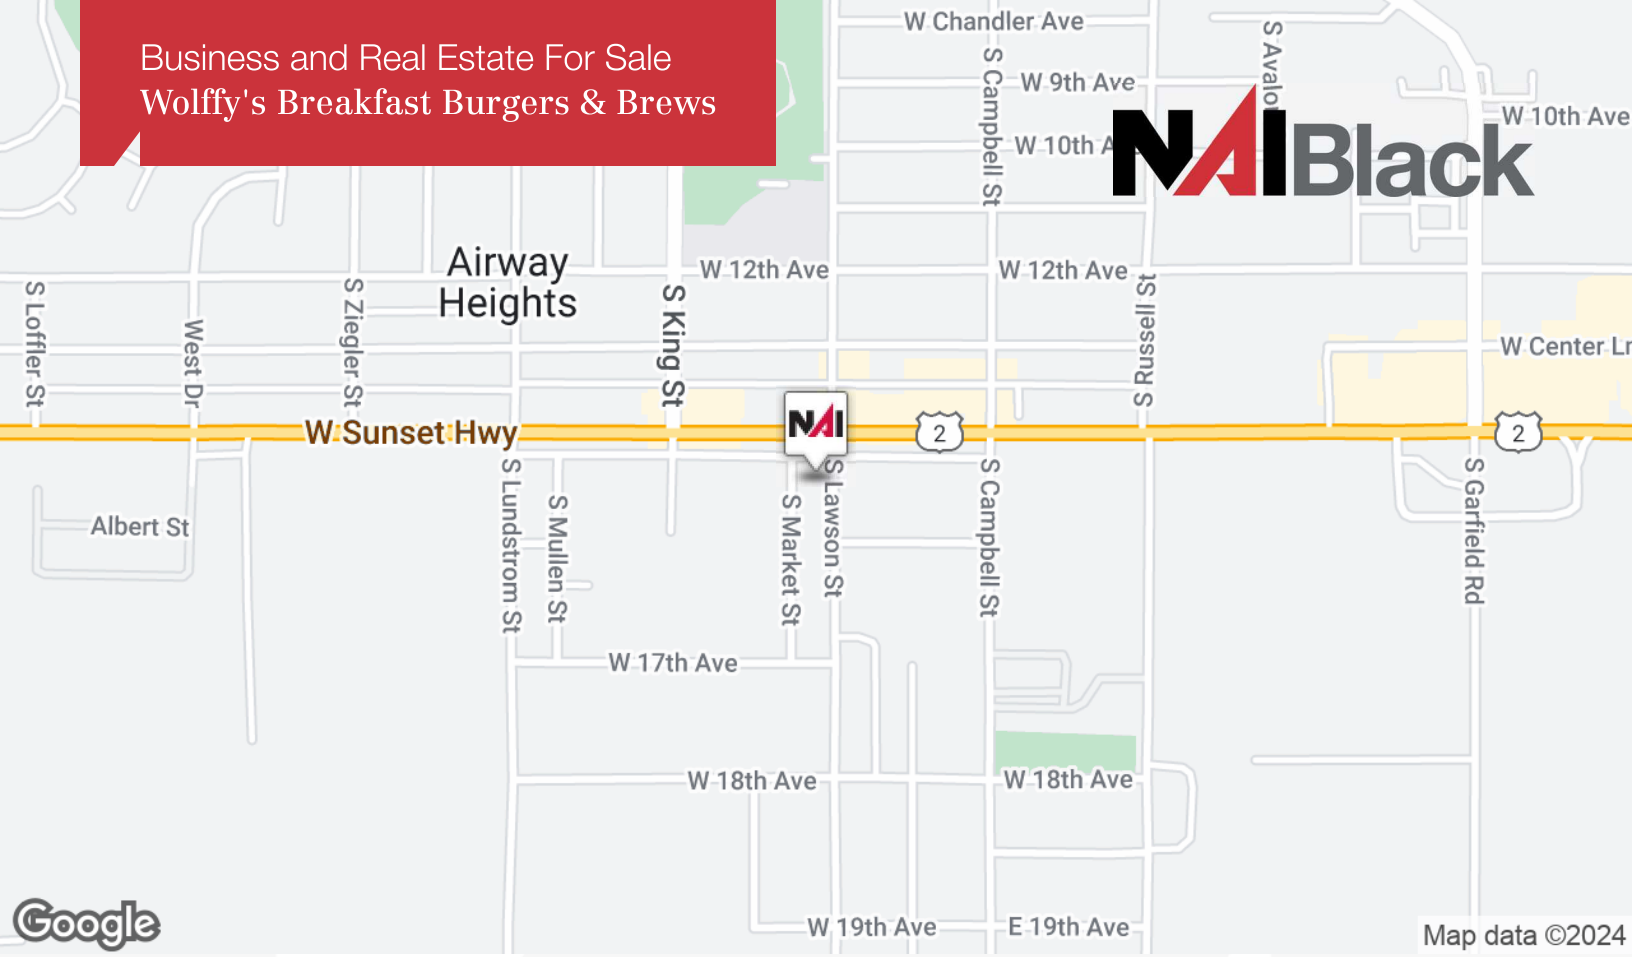 Business and Real Estate For Sale
Wolffy's Breakfast Burgers & Brews
NAIBlack
W Chandler Ave
S Campbell St
S Avalo
W 9th Ave
W 10th A
W 10th Ave
Airway
Heights
W 12th Ave
W 12th Ave
S Loffler St
West Dr
S Ziegler St
S King St
S Russell St
W Center Ln
W Sunset Hwy
NAI
2
2
S Lundstrom St
S Mullen St
S Market St
S Lawson St
S Campbell St
S Garfield Rd
Albert St
W 17th Ave
W 18th Ave
W 18th Ave
W 19th Ave
E 19th Ave
Google
Map data ©2024